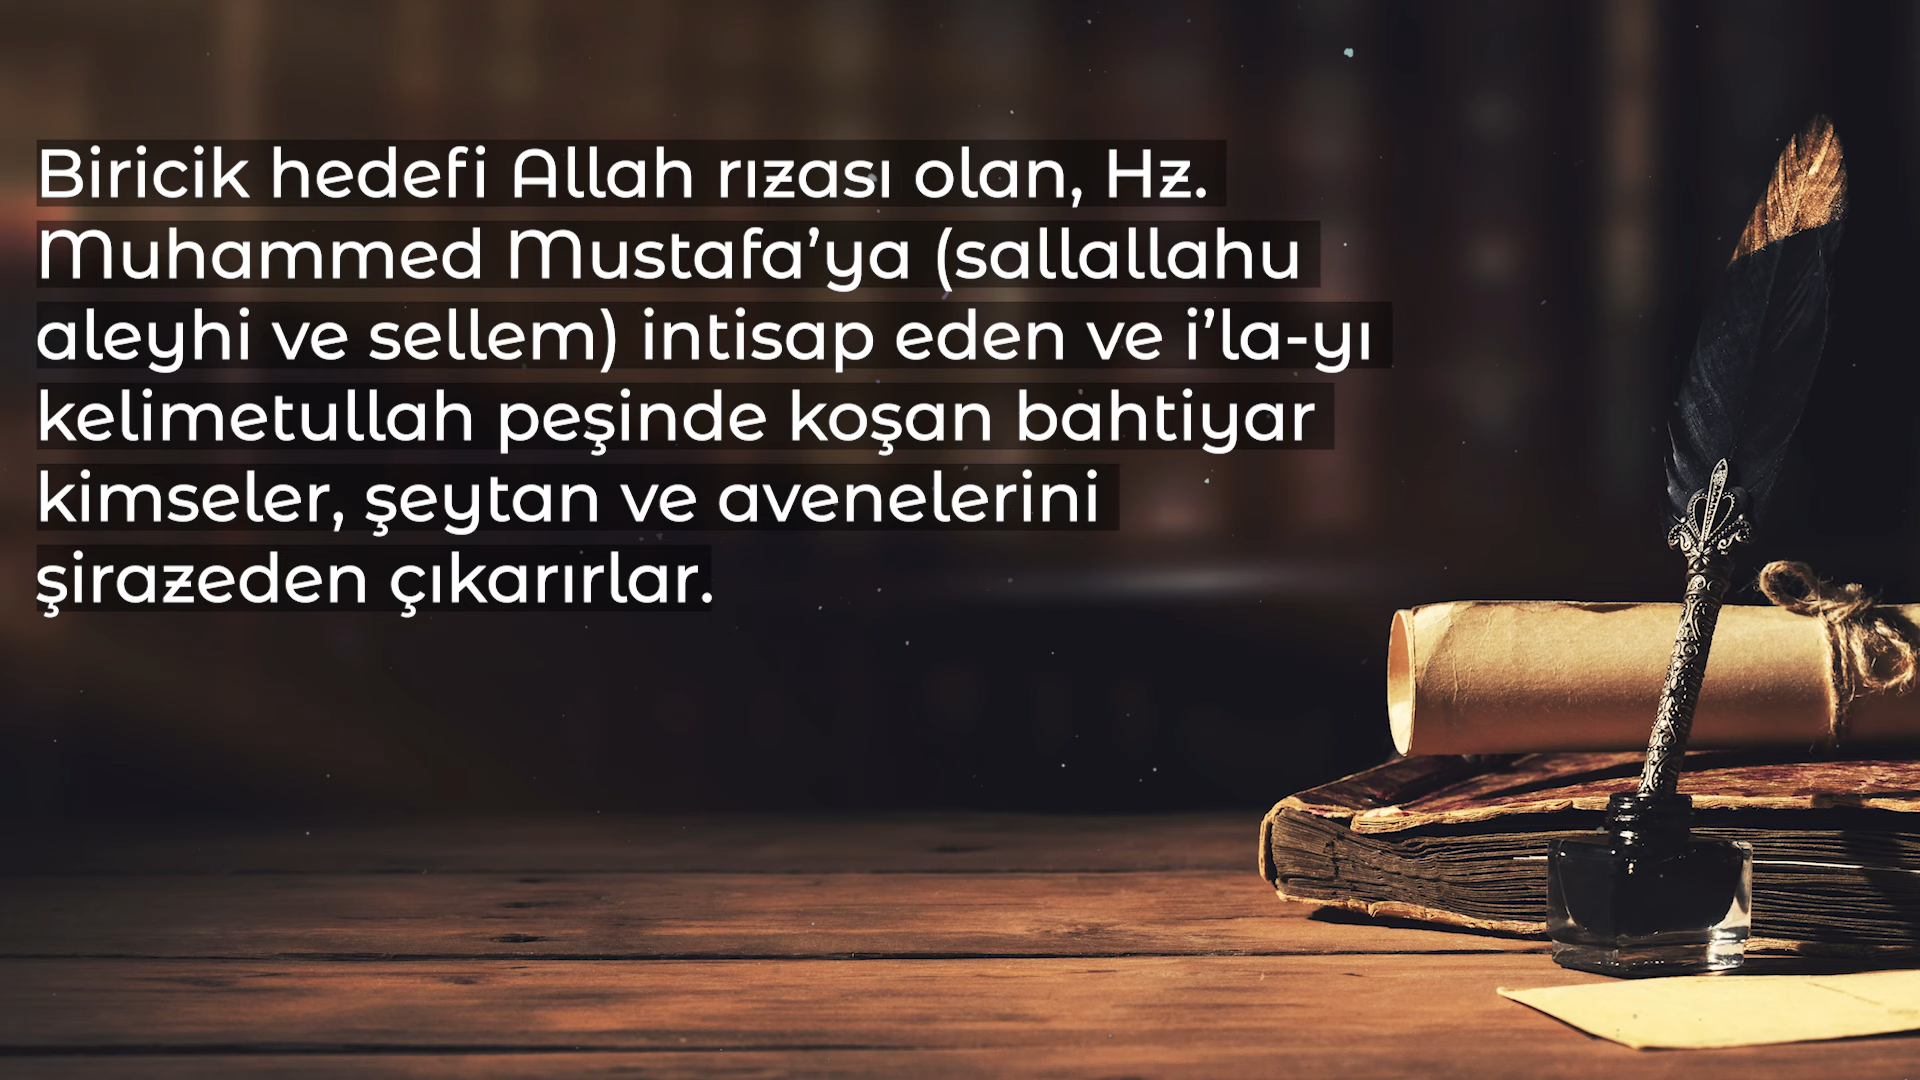 Biricik hedefi Allah rızası olan, Hz.
Muhammed Mustafa’ya (sallallahu
aleyhi ve sellem) intisap eden ve i’la-yı
kelimetullah peşinde koşan bahtiyar
kimseler, şeytan ve avenelerini
şirazeden çıkarırlar.